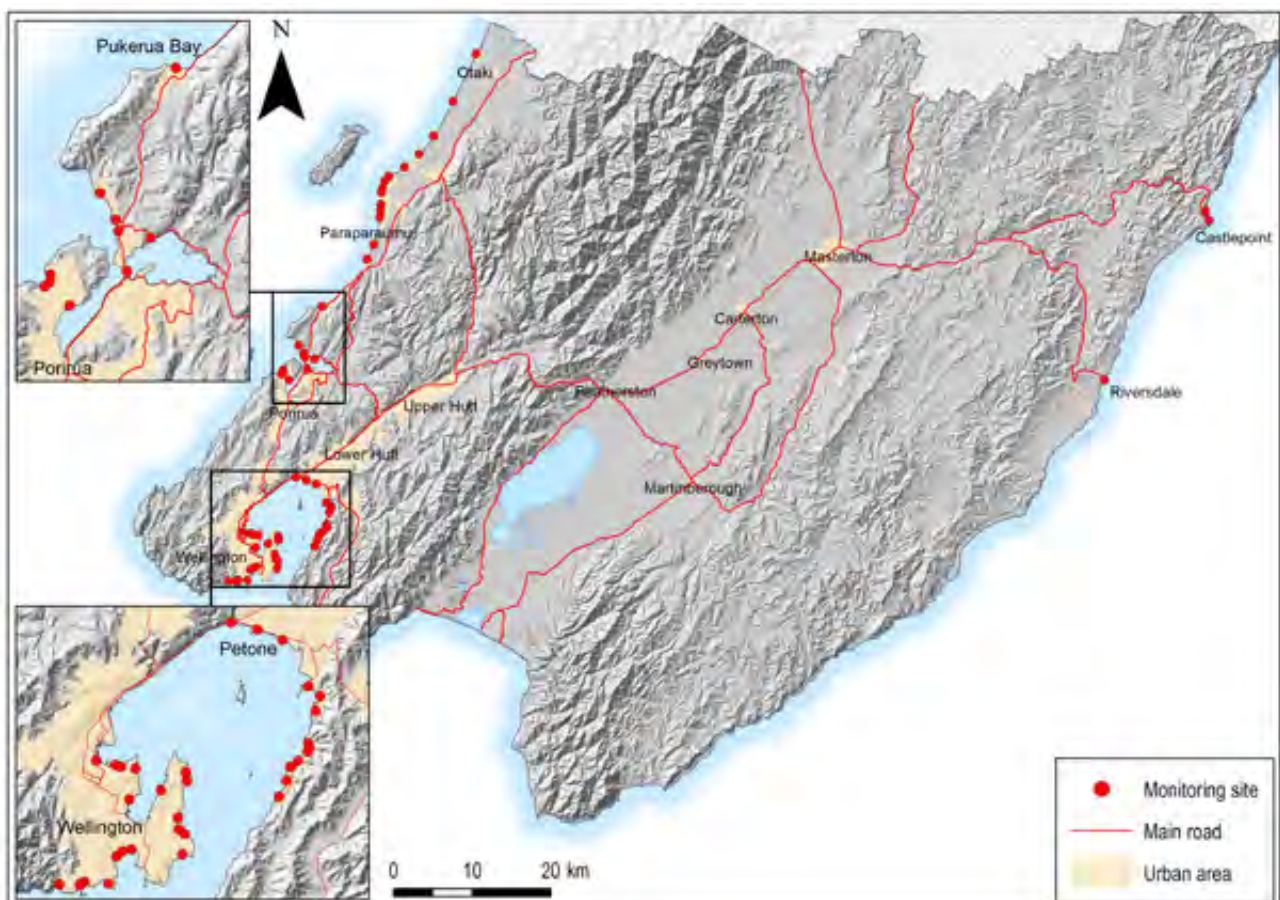 Pukerua Bay
N
Otaki
Paraparaumu
Castlepoint
Masterton
Carterton
Greytown
Porirua
Featherston
Riversdale
Upper Hutt
Porirua
Lower Hutt
Martinborough
Wellington
Petone
Wellington
0 10 20 km
Monitoring site
Main road
Urban area